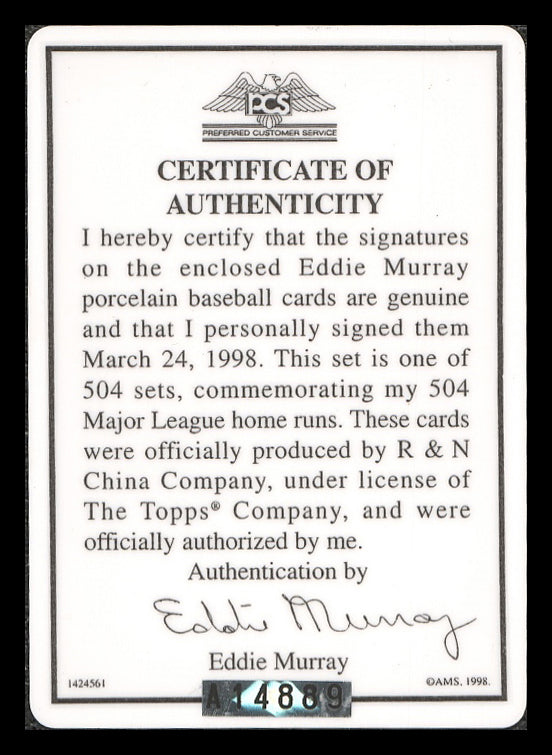 PCS
PREFERRED CUSTOMER SERVICE
CERTIFICATE OF
AUTHENTICITY
I hereby certify that the signatures
on the enclosed Eddie Murray
porcelain baseball cards are genuine
and that I personally signed them
March 24, 1998. This set is one of
504 sets, commemorating my 504
Major League home runs. These cards
were officially produced by R & N
China Company, under license of
The Topps® Company, and were
officially authorized by me.
Authentication by
Eddie Murray
Eddie Murray
1424561
©AMS, 1998.
A14889